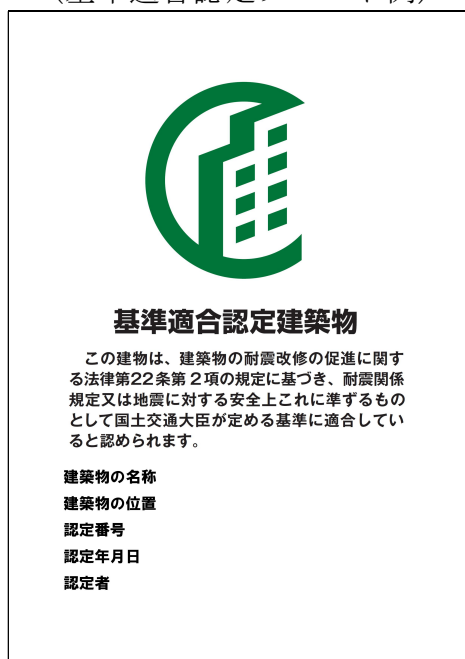 基準適合認定建築物
この建物は、建築物の耐震改修の促進に関す
る法律第22条第２項の規定に基づき、耐震関係
規定又は地震に対する安全上これに準ずるもの
として国土交通大臣が定める基準に適合してい
ると認められます。
建築物の名称
建築物の位置
認定番号
認定年月日
認定者